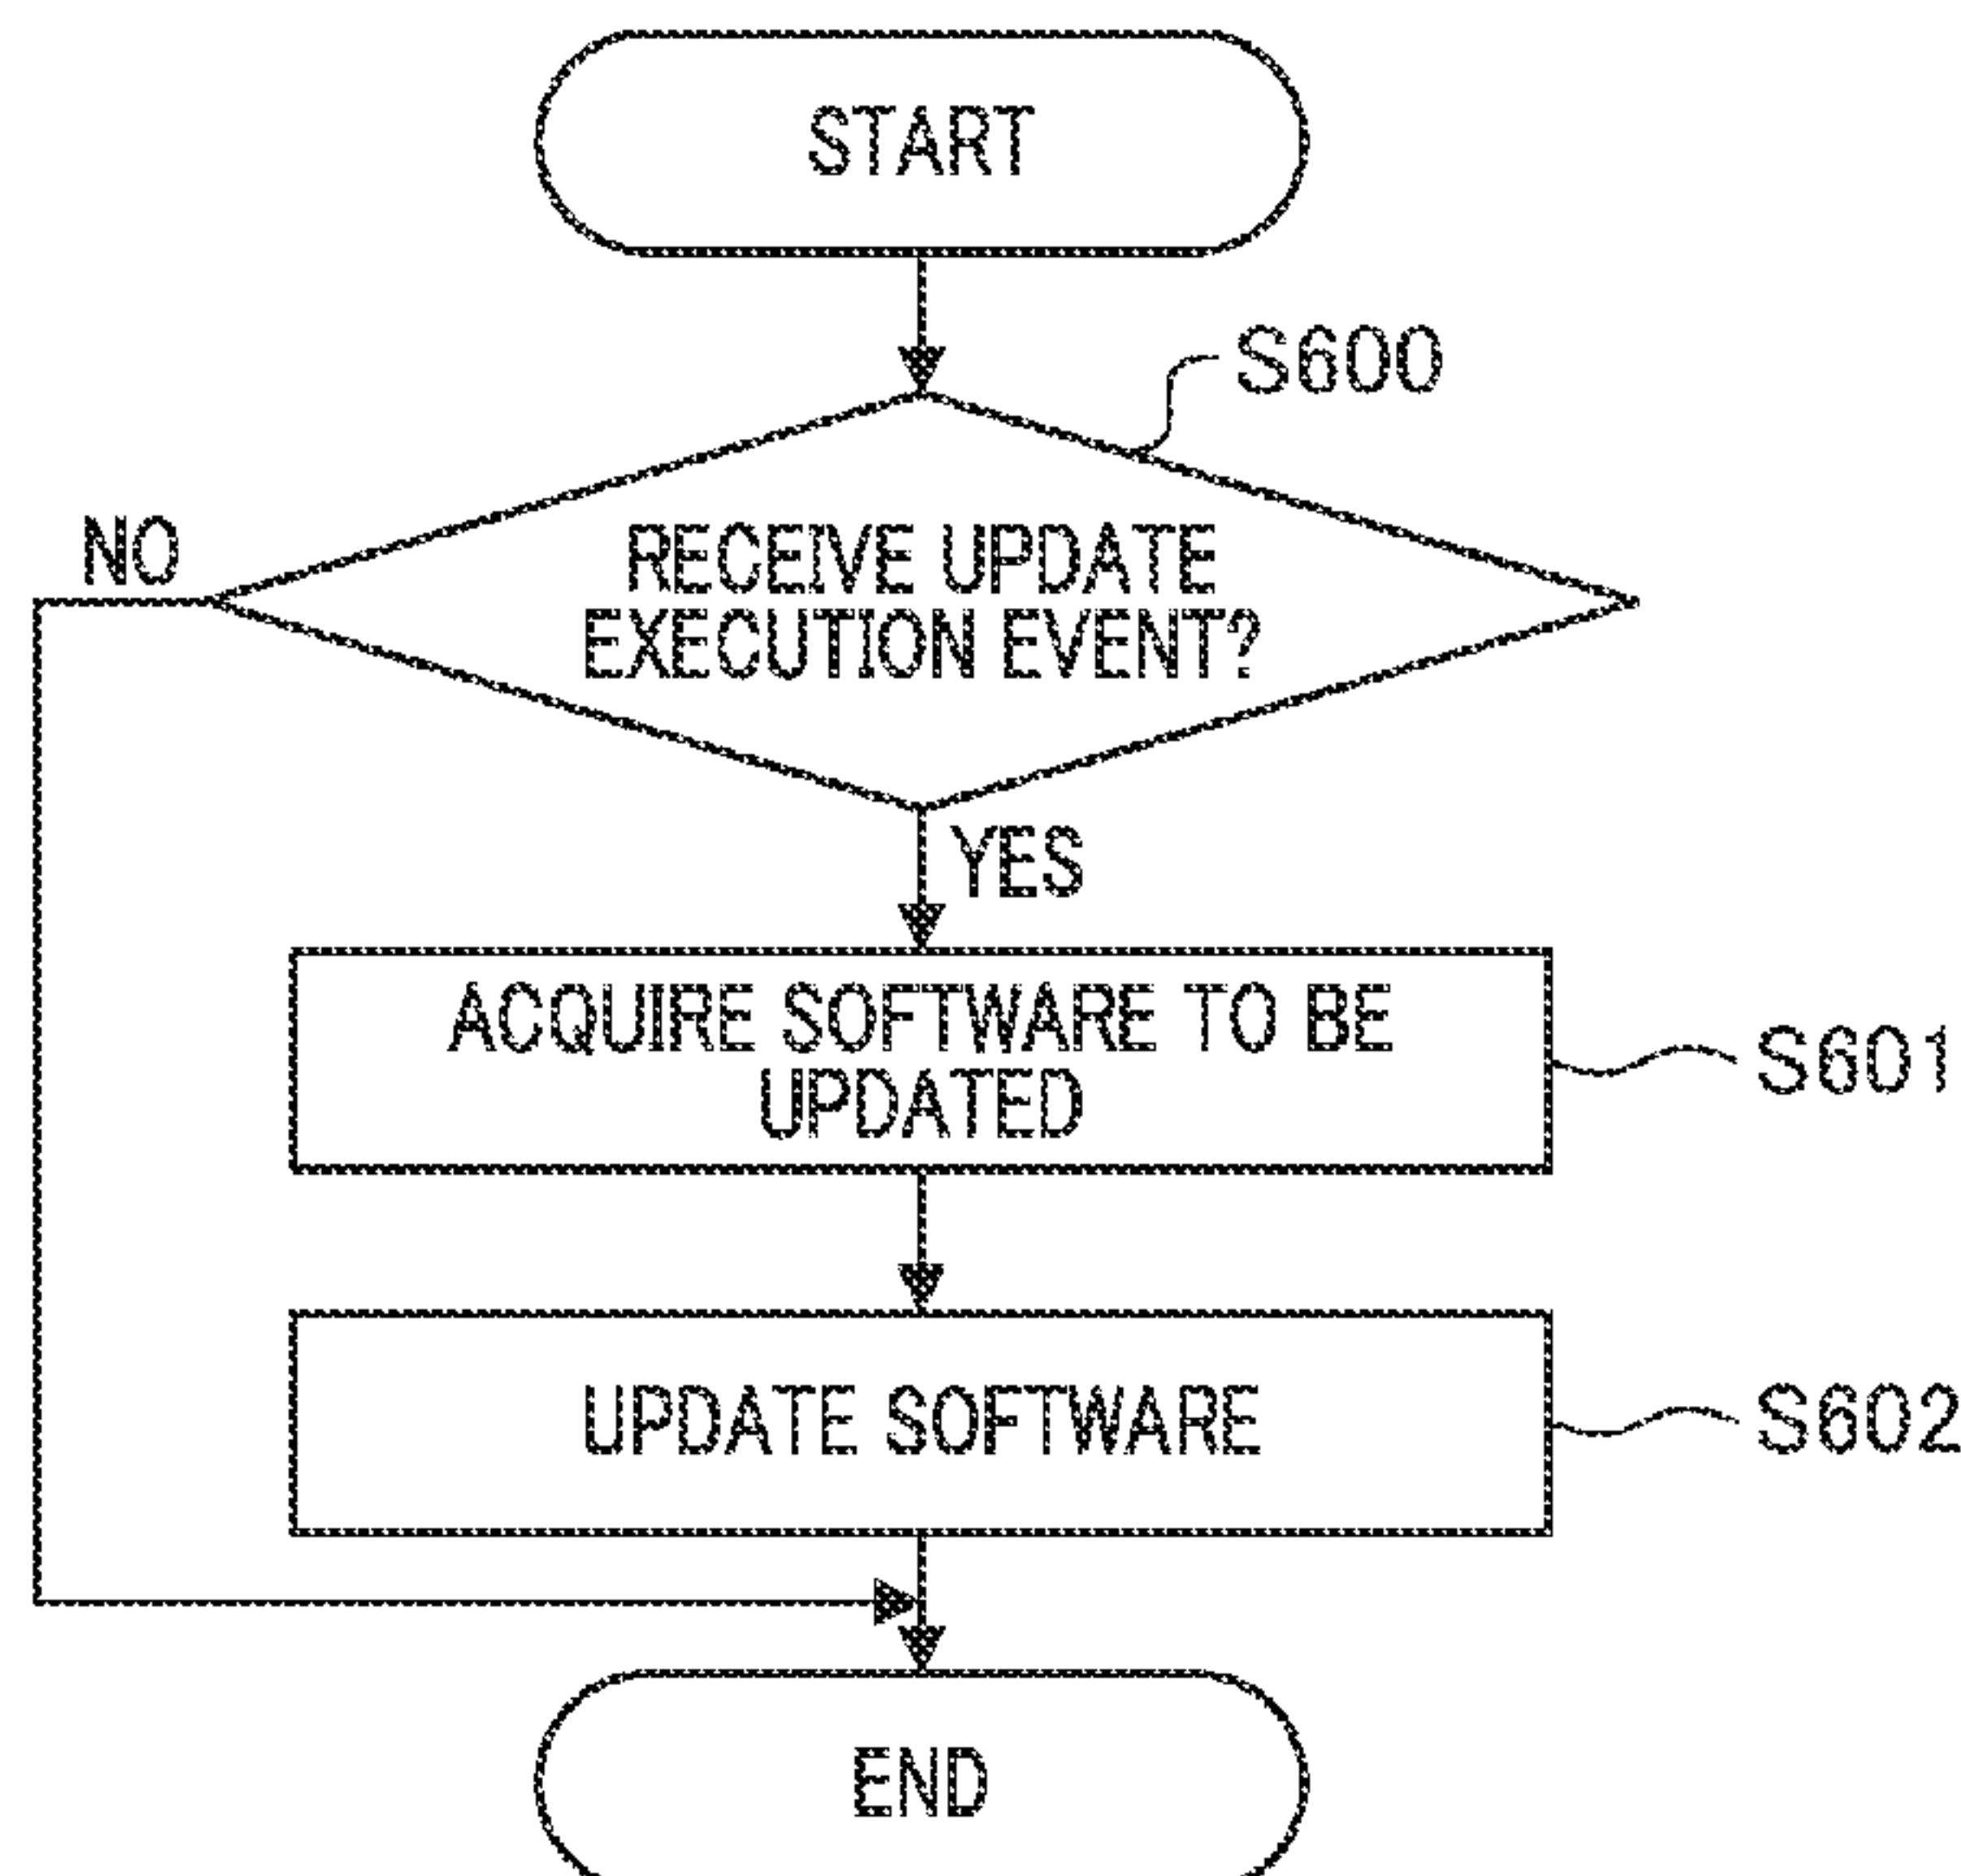 START
S600
NO
RECEIVE UPDATE
EXECUTION EVENT?
YES
ACQUIRE SOFTWARE TO BE
UPDATED
S601
UPDATE SOFTWARE
S602
END